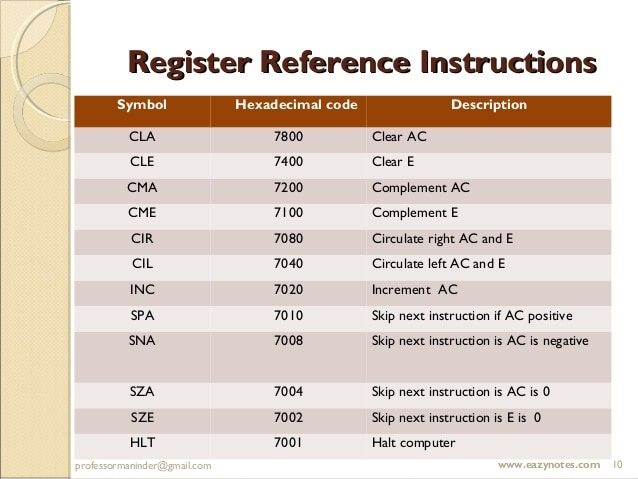 Register Reference Instructions
Symbol Hexadecimal code Description
CLA 7800 Clear AC
CLE 7400 Clear E
CMA 7200 Complement AC
CME 7100 Complement E
CIR 7080 Circulate right AC and E
CIL 7040 Circulate left AC and E
INC 7020 Increment AC
SPA 7010 Skip next instruction if AC positive
SNA 7008 Skip next instruction is AC is negative
SZA 7004 Skip next instruction is AC is 0
SZE 7002 Skip next instruction is E is 0
HLT 7001 Halt computer
professormaninder@gmail.com www.eazynotes.com 10